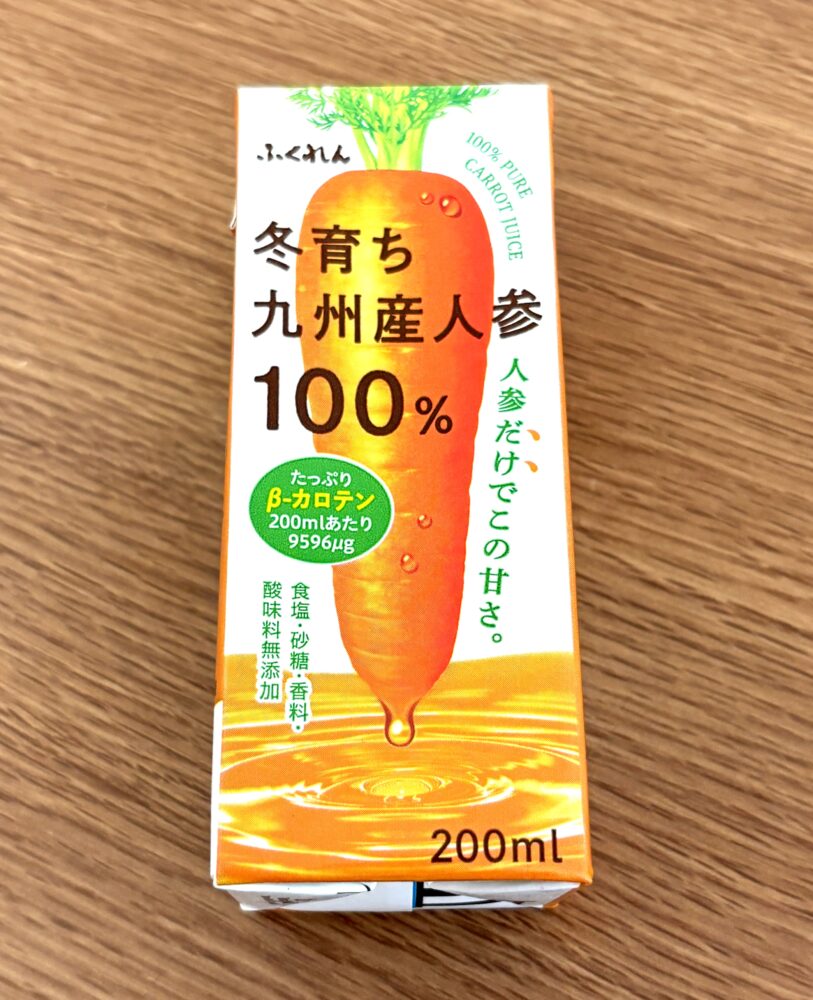 ふくれん
100% PURE
CARROT JUICE
冬育ち
九州産人参
100%
人参だけでこの甘さ。
たっぷり
β-カロテン
200mlあたり
9596μg
食塩・砂糖・香料・
酸味料無添加
200ml